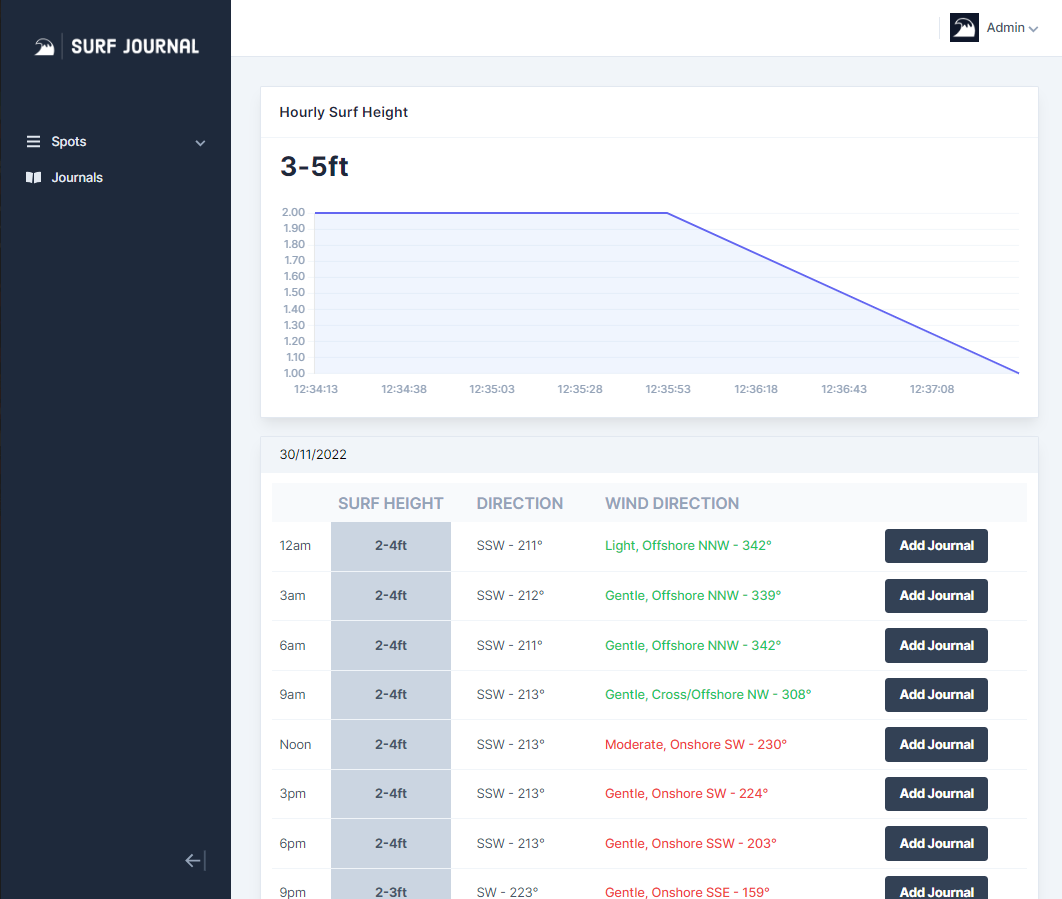 SURF JOURNAL
Admin
Spots
Journals
Hourly Surf Height
3-5ft
2.00
1.90
1.80
1.70
1.60
1.50
1.40
1.30
1.20
1.10
1.00
12:34:13 12:34:38 12:35:03 12:35:28 12:35:53 12:36:18 12:36:43 12:37:08
30/11/2022
SURF HEIGHT DIRECTION WIND DIRECTION
12am 2-4ft SSW - 211° Light, Offshore NNW - 342° Add Journal
3am 2-4ft SSW - 212° Gentle, Offshore NNW - 339° Add Journal
6am 2-4ft SSW - 211° Gentle, Offshore NNW - 342° Add Journal
9am 2-4ft SSW - 213° Gentle, Cross/Offshore NW - 308° Add Journal
Noon 2-4ft SSW - 213° Moderate, Onshore SW - 230° Add Journal
3pm 2-4ft SSW - 213° Gentle, Onshore SW - 224° Add Journal
6pm 2-4ft SSW - 213° Gentle, Onshore SSW - 203° Add Journal
9pm 2-3ft SW - 223° Gentle, Onshore SSE - 159° Add Journal